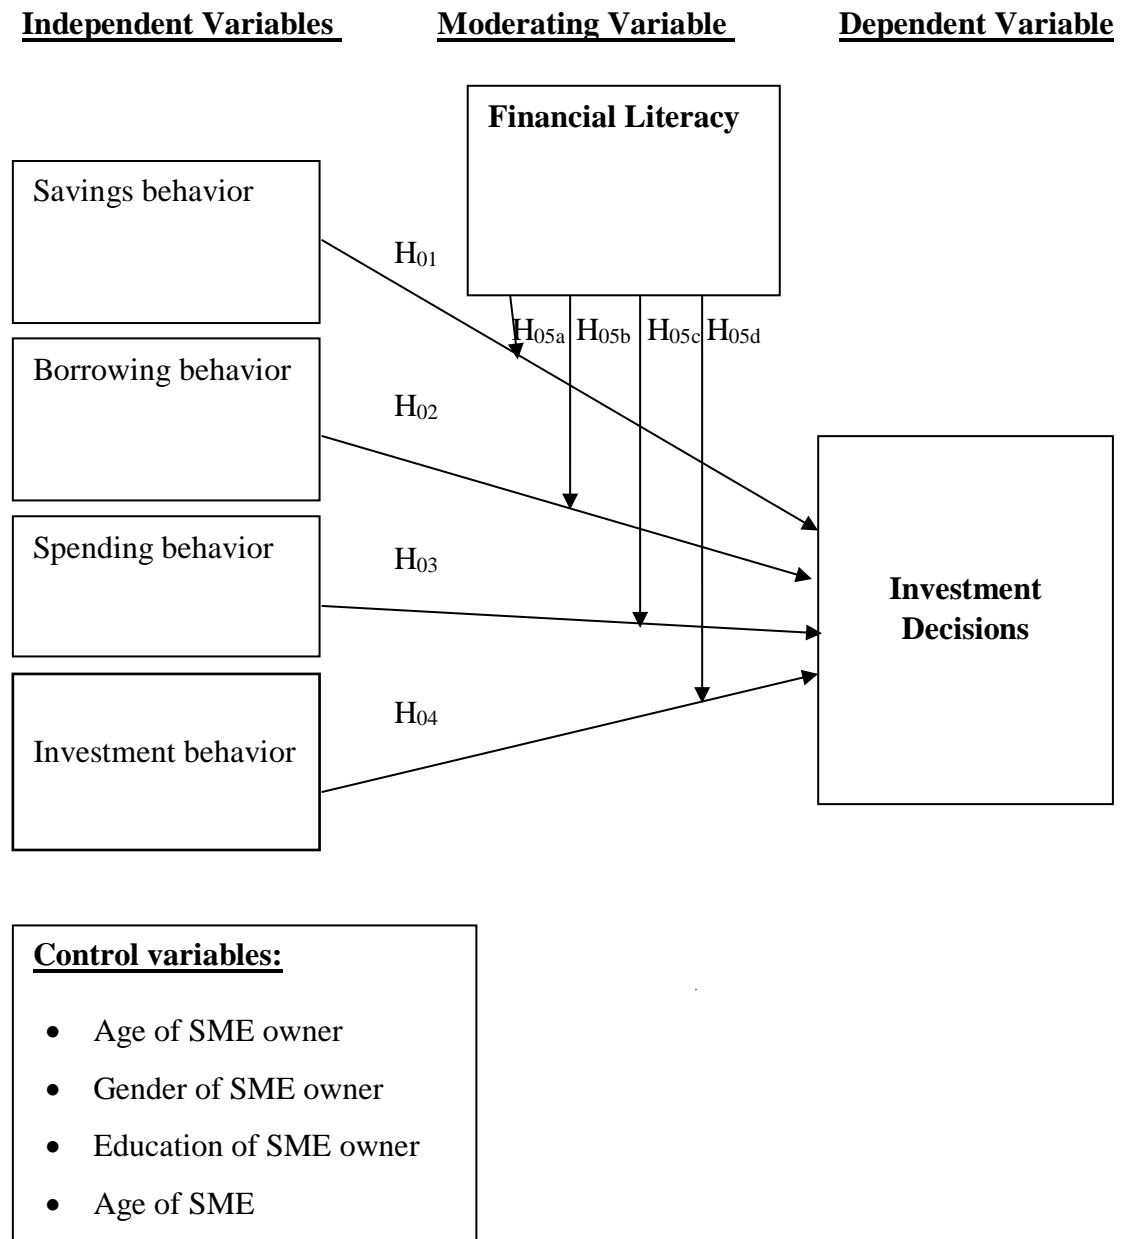 Independent Variables
Moderating Variable
Dependent Variable
Financial Literacy
Savings behavior
H01
H05a
H05b
H05c
H05d
Borrowing behavior
H02
Spending behavior
H03
Investment
Decisions
Investment behavior
H04
Control variables:
• Age of SME owner
• Gender of SME owner
• Education of SME owner
• Age of SME